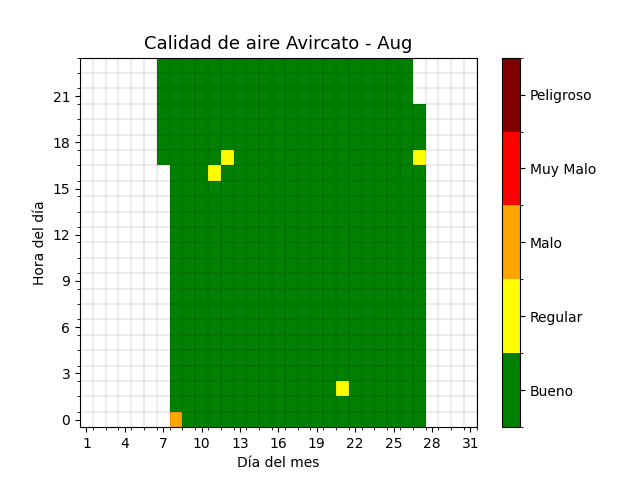 Calidad de aire Avircato - Aug
Hora del día
21
18
15
12
9
6
3
0
1 4 7 10 13 16 19 22 25 28 31
Día del mes
Peligroso
Muy Malo
Malo
Regular
Bueno